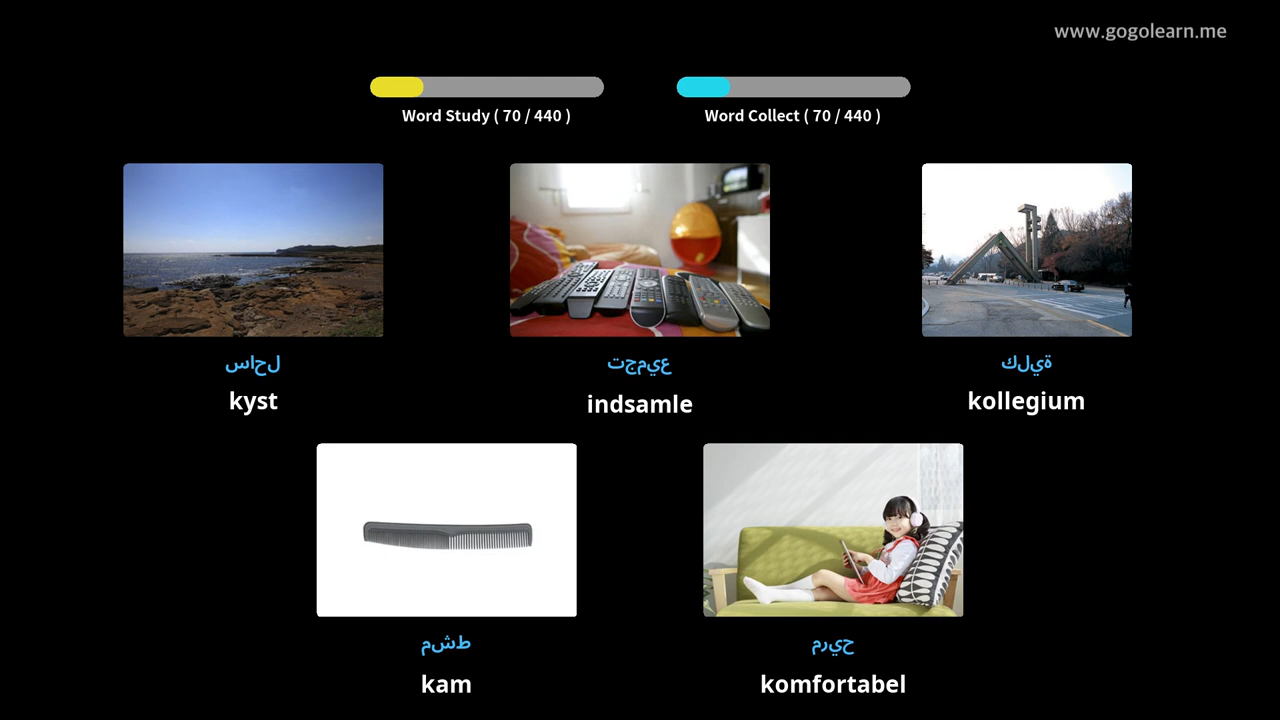 www.gogolearn.me
Word Study ( 70 / 440 )
Word Collect ( 70 / 440 )
ساحل
kyst
تجميع
indsamle
كلية
kollegium
مشط
kam
مريح
komfortabel